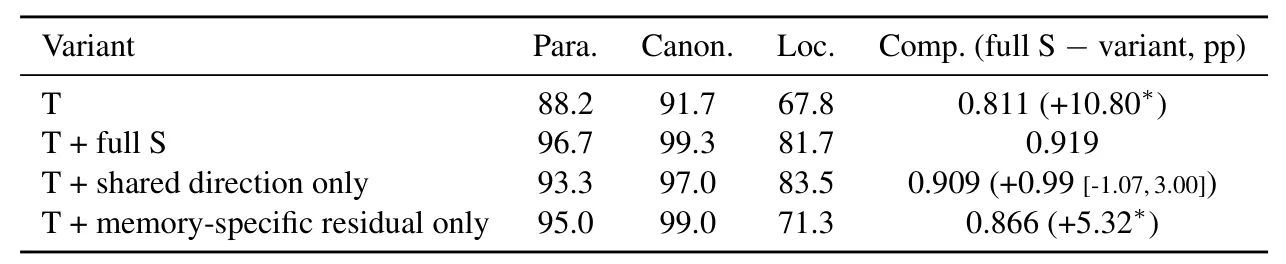 Variant Para. Canon. Loc. Comp. (full S − variant, pp)
T 88.2 91.7 67.8 0.811 (+10.80*)
T + full S 96.7 99.3 81.7 0.919
T + shared direction only 93.3 97.0 83.5 0.909 (+0.99 [-1.07, 3.00])
T + memory-specific residual only 95.0 99.0 71.3 0.866 (+5.32*)